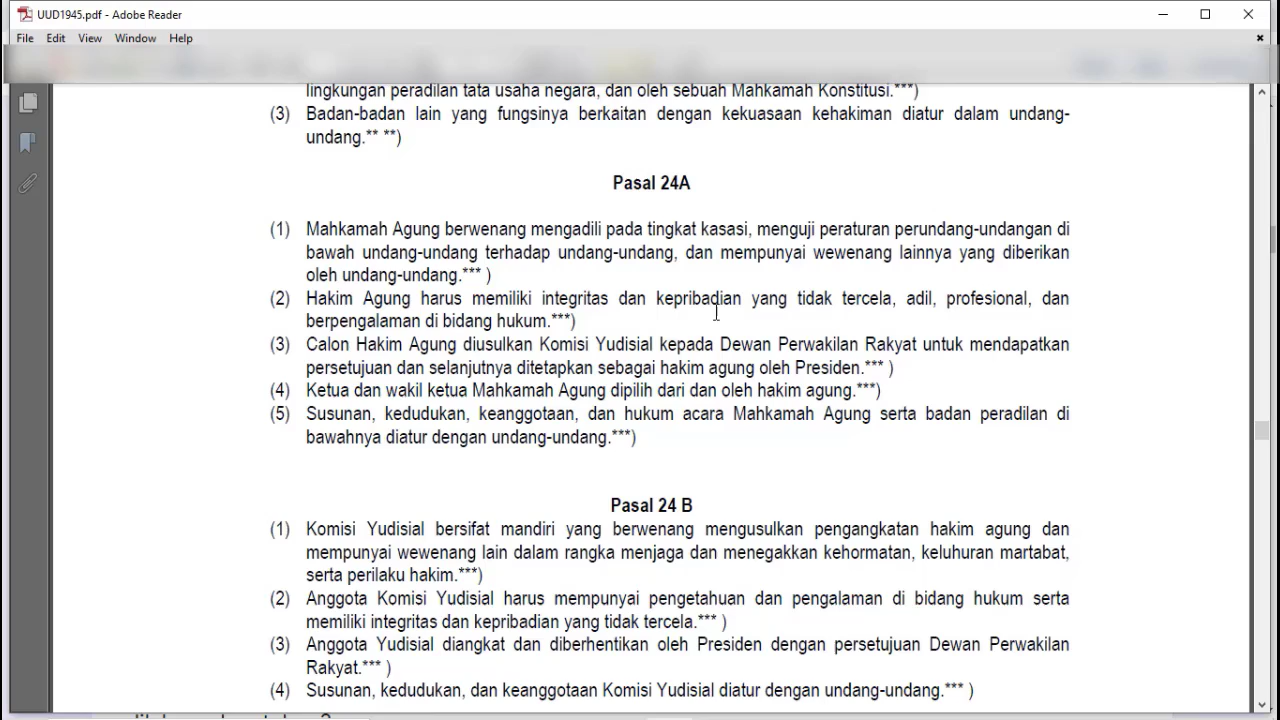 UUD1945.pdf - Adobe Reader
File Edit View Window Help
lingkungan peradilan tata usaha negara, dan oleh sebuah Mahkamah Konstitusi.***)
(3) Badan-badan lain yang fungsinya berkaitan dengan kekuasaan kehakiman diatur dalam undang-
undang.** **)
Pasal 24A
(1) Mahkamah Agung berwenang mengadili pada tingkat kasasi, menguji peraturan perundang-undangan di
bawah undang-undang terhadap undang-undang, dan mempunyai wewenang lainnya yang diberikan
oleh undang-undang.*** )
(2) Hakim Agung harus memiliki integritas dan kepribadian yang tidak tercela, adil, profesional, dan
berpengalaman di bidang hukum.***)
(3) Calon Hakim Agung diusulkan Komisi Yudisial kepada Dewan Perwakilan Rakyat untuk mendapatkan
persetujuan dan selanjutnya ditetapkan sebagai hakim agung oleh Presiden.*** )
(4) Ketua dan wakil ketua Mahkamah Agung dipilih dari dan oleh hakim agung.***)
(5) Susunan, kedudukan, keanggotaan, dan hukum acara Mahkamah Agung serta badan peradilan di
bawahnya diatur dengan undang-undang.***)
Pasal 24 B
(1) Komisi Yudisial bersifat mandiri yang berwenang mengusulkan pengangkatan hakim agung dan
mempunyai wewenang lain dalam rangka menjaga dan menegakkan kehormatan, keluhuran martabat,
serta perilaku hakim.***)
(2) Anggota Komisi Yudisial harus mempunyai pengetahuan dan pengalaman di bidang hukum serta
memiliki integritas dan kepribadian yang tidak tercela.*** )
(3) Anggota Yudisial diangkat dan diberhentikan oleh Presiden dengan persetujuan Dewan Perwakilan
Rakyat.*** )
(4) Susunan, kedudukan, dan keanggotaan Komisi Yudisial diatur dengan undang-undang.*** )